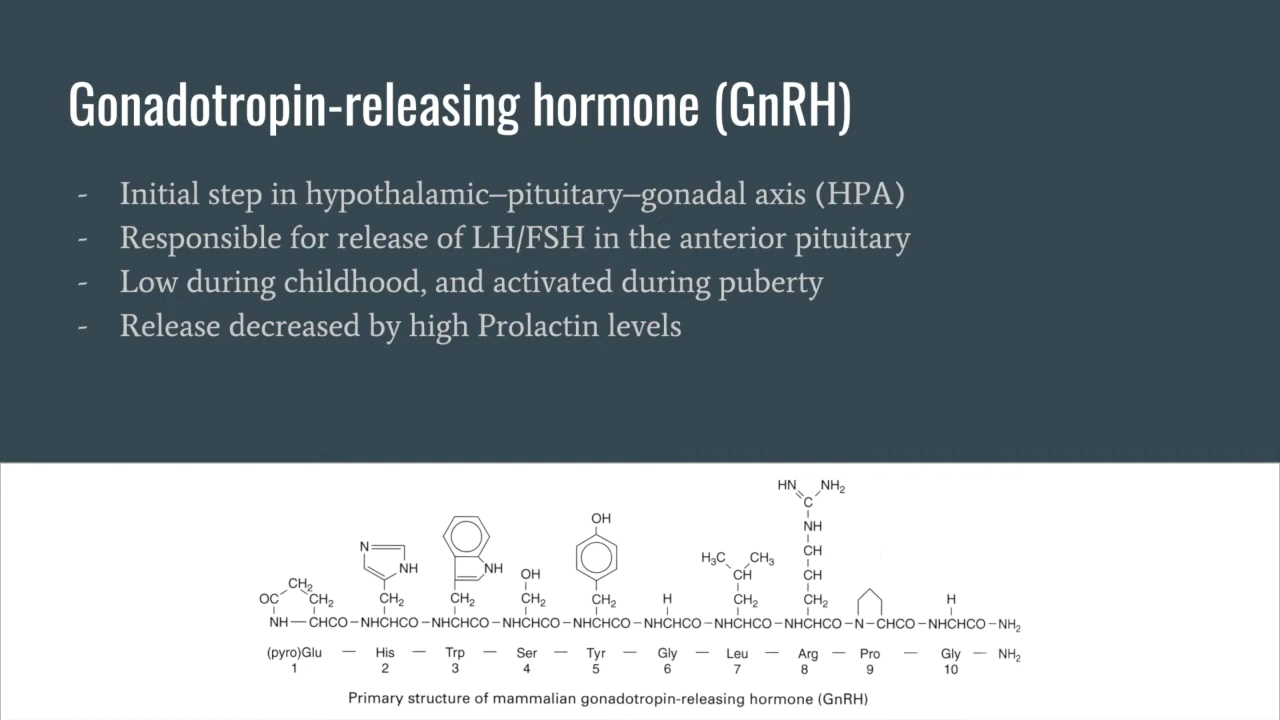 Gonadotropin-releasing hormone (GnRH)
- Initial step in hypothalamic–pituitary–gonadal axis (HPA)
- Responsible for release of LH/FSH in the anterior pituitary
- Low during childhood, and activated during puberty
- Release decreased by high Prolactin levels
HN NH₂
C
OH NH
N H₃C CH₃ CH
NH NH OH CH CH
CH₂
OC CH₂ CH₂ CH₂ CH₂ CH₂ H CH₂ CH₂ H
NH — CHCO – NHCHCO – NHCHCO – NHCHCO – NHCHCO – NHCHCO – NHCHCO – NHCHCO – N – CHCO – NHCHCO – NH₂
(pyro)Glu — His — Trp — Ser — Tyr — Gly — Leu — Arg — Pro — Gly — NH₂
1 2 3 4 5 6 7 8 9 10
Primary structure of mammalian gonadotropin-releasing hormone (GnRH)